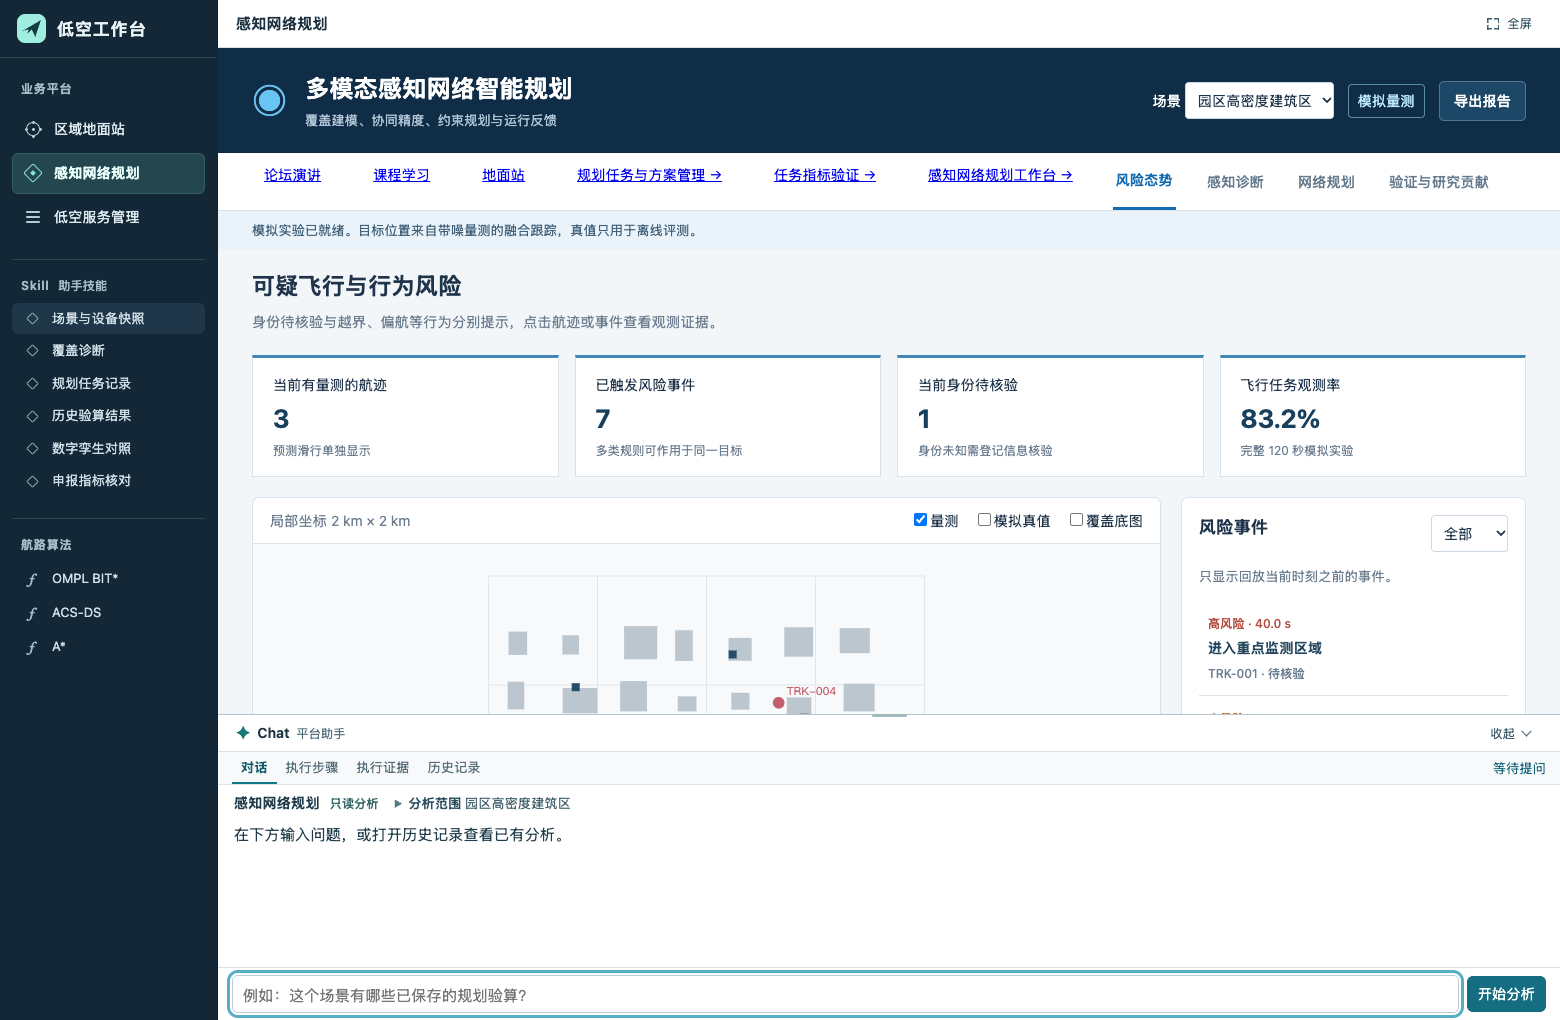 低空工作台
业务平台
区域地面站
感知网络规划
低空服务管理
Skill 助手技能
场景与设备快照
覆盖诊断
规划任务记录
历史验算结果
数字孪生对照
申报指标核对
航路算法
OMPL BIT*
ACS-DS
A*
感知网络规划
全屏
多模态感知网络智能规划
覆盖建模、协同精度、约束规划与运行反馈
场景 园区高密度建筑区 模拟量测 导出报告
论坛演讲 课程学习 地面站 规划任务与方案管理 → 任务指标验证 → 感知网络规划工作台 → 风险态势 感知诊断 网络规划 验证与研究贡献
模拟实验已就绪。目标位置来自带噪量测的融合跟踪，真值只用于离线评测。
可疑飞行与行为风险
身份待核验与越界、偏航等行为分别提示，点击航迹或事件查看观测证据。
当前有量测的航迹
3
预测滑行单独显示
已触发风险事件
7
多类规则可作用于同一目标
当前身份待核验
1
身份未知需登记信息核验
飞行任务观测率
83.2%
完整 120 秒模拟实验
局部坐标 2 km × 2 km 量测 模拟真值 覆盖底图
TRK-004
风险事件 全部
只显示回放当前时刻之前的事件。
高风险 · 40.0 s
进入重点监测区域
TRK-001 · 待核验
Chat 平台助手 收起
对话 执行步骤 执行证据 历史记录 等待提问
感知网络规划 只读分析 分析范围 园区高密度建筑区
在下方输入问题，或打开历史记录查看已有分析。
例如：这个场景有哪些已保存的规划验算？ 开始分析